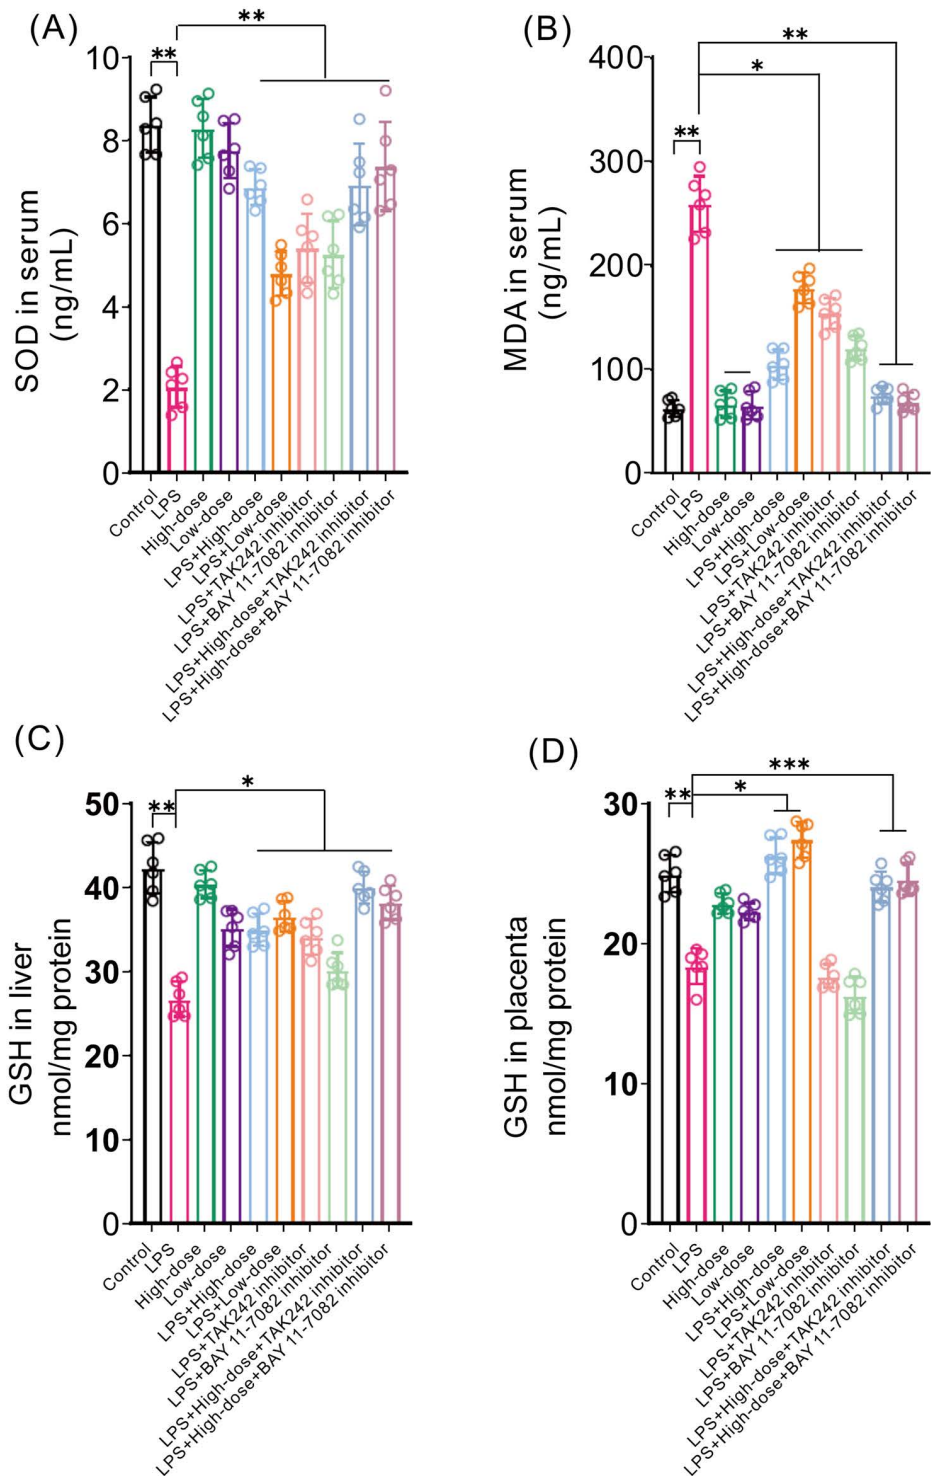 (A)
**
**
SOD in serum
(ng/mL)
10
8
6
4
2
0
Control
LPS
High-dose
Low-dose
LPS+High-dose
LPS+Low-dose
LPS+TAK242 inhibitor
LPS+BAY 11-7082 inhibitor
LPS+High-dose+TAK242 inhibitor
LPS+High-dose+BAY 11-7082 inhibitor
(B)
**
*
**
MDA in serum
(ng/mL)
400
300
200
100
0
Control
LPS
High-dose
Low-dose
LPS+High-dose
LPS+Low-dose
LPS+TAK242 inhibitor
LPS+BAY 11-7082 inhibitor
LPS+High-dose+TAK242 inhibitor
LPS+High-dose+BAY 11-7082 inhibitor
(C)
*
**
GSH in liver
nmol/mg protein
50
40
30
20
10
0
Control
LPS
High-dose
Low-dose
LPS+High-dose
LPS+Low-dose
LPS+TAK242 inhibitor
LPS+BAY 11-7082 inhibitor
LPS+High-dose+TAK242 inhibitor
LPS+High-dose+BAY 11-7082 inhibitor
(D)
***
*
**
GSH in placenta
nmol/mg protein
30
20
10
0
Control
LPS
High-dose
Low-dose
LPS+High-dose
LPS+Low-dose
LPS+TAK242 inhibitor
LPS+BAY 11-7082 inhibitor
LPS+High-dose+TAK242 inhibitor
LPS+High-dose+BAY 11-7082 inhibitor